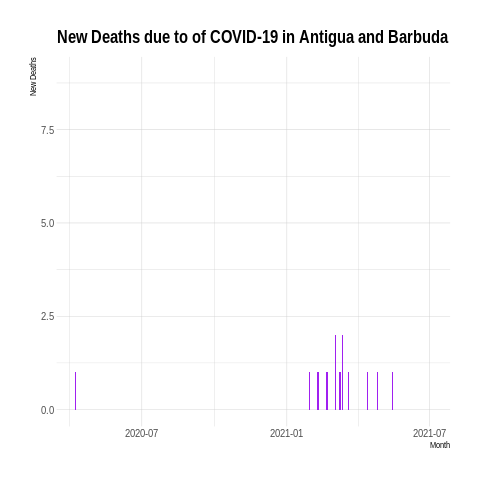 New Deaths due to of COVID-19 in Antigua and Barbuda
New Deaths
7.5
5.0
2.5
0.0
2020-07
2021-01
2021-07
Month